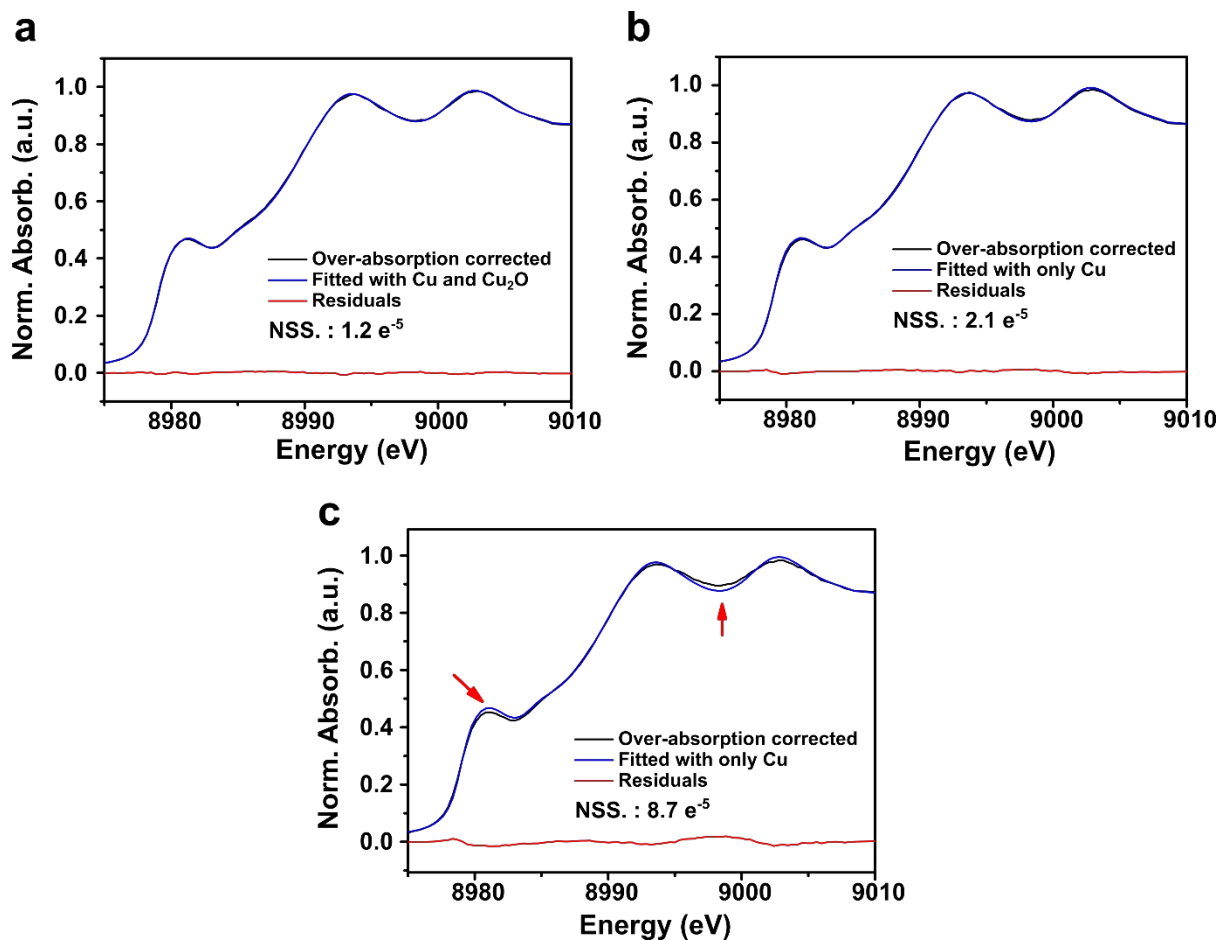 a
Norm. Absorb. (a.u.)
1.0
0.8
0.6
0.4
0.2
0.0
Over-absorption corrected
Fitted with Cu and Cu₂O
Residuals
NSS. : 1.2 e⁻⁵
8980 8990 9000 9010
Energy (eV)
b
Norm. Absorb. (a.u.)
1.0
0.8
0.6
0.4
0.2
0.0
Over-absorption corrected
Fitted with only Cu
Residuals
NSS. : 2.1 e⁻⁵
8980 8990 9000 9010
Energy (eV)
c
Norm. Absorb. (a.u.)
1.0
0.8
0.6
0.4
0.2
0.0
Over-absorption corrected
Fitted with only Cu
Residuals
NSS. : 8.7 e⁻⁵
8980 8990 9000 9010
Energy (eV)